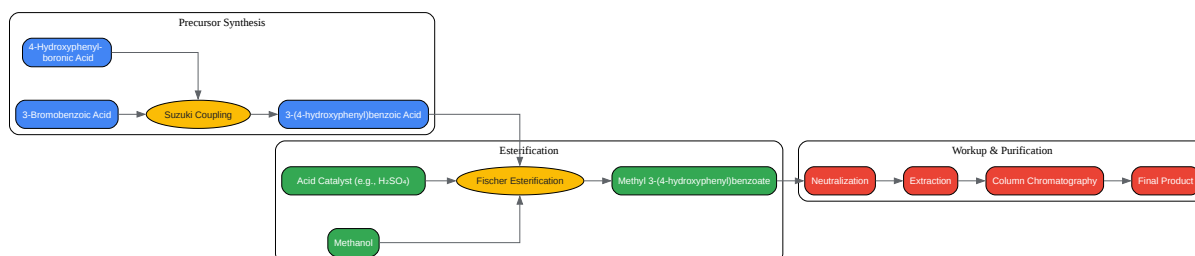 Precursor Synthesis
4-Hydroxyphenyl-
boronic Acid
3-Bromobenzoic Acid
Suzuki Coupling
3-(4-hydroxyphenyl)benzoic Acid
Esterification
Acid Catalyst (e.g., H₂SO₄)
Fischer Esterification
Methyl 3-(4-hydroxyphenyl)benzoate
Methanol
Workup & Purification
Neutralization
Extraction
Column Chromatography
Final Product